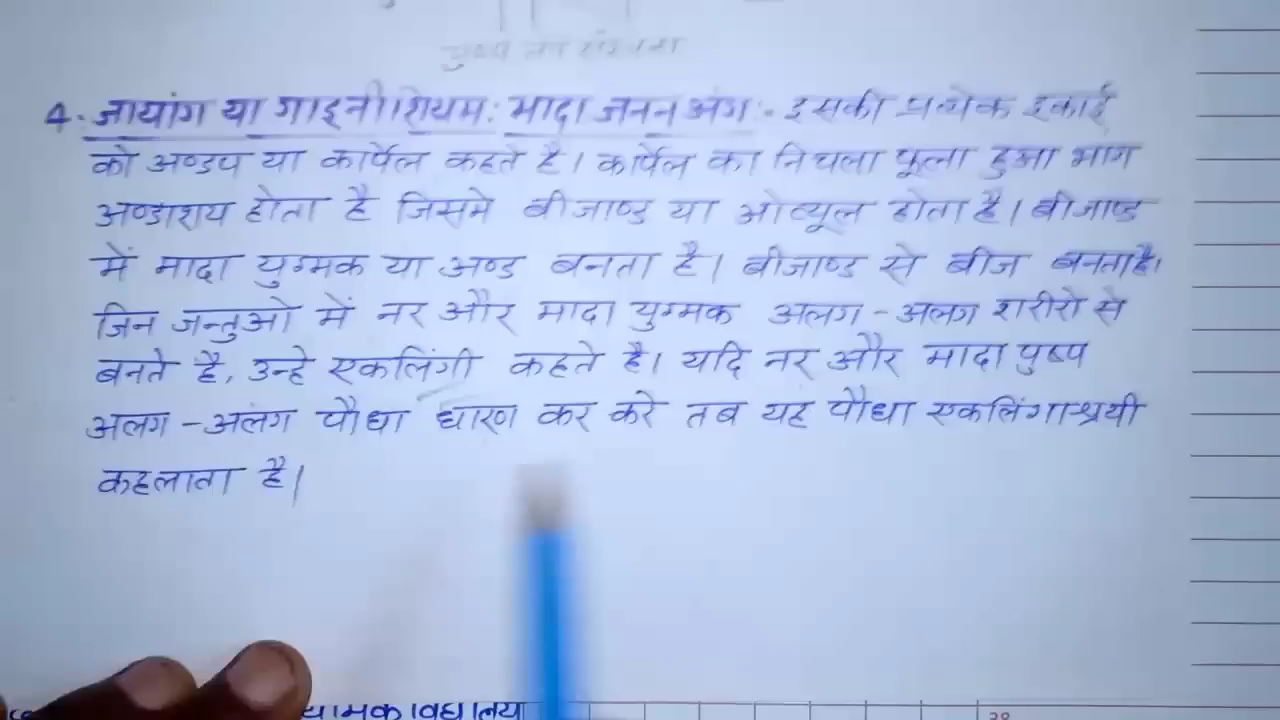 पुष्प की संरचना
4. जायांग या गाइनीशियम: मादा जनन अंग:- इसकी प्रत्येक इकाई
को अण्डप या कार्पेल कहते है। कार्पेल का निचला फूला हुआ भाग
अण्डाशय होता है जिसमे बीजाण्ड या ओव्यूल होता है। बीजाण्ड
में मादा युग्मक या अण्ड बनता है। बीजाण्ड से बीज बनता है।
जिन जन्तुओ में नर और मादा युग्मक अलग-अलग शरीरो से
बनते है, उन्हे एकलिंगी कहते है। यदि नर और मादा पुष्प
अलग-अलंग पौधा धारण कर करे तब यह पौधा एकलिंगाश्रयी
कहलाता है।